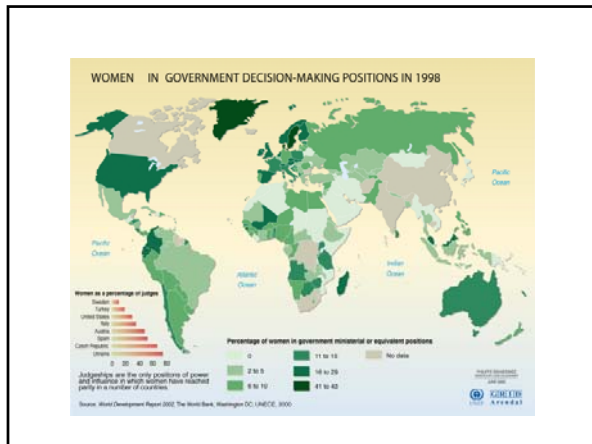 WOMEN IN GOVERNMENT DECISION-MAKING POSITIONS IN 1998
Pacific
Ocean
Pacific
Ocean
Ocean
Indian
Ocean
Women as a percentage of judges
Sweden
Turkey
United States
Italy
Austria
Spain
Czech Republic
Ukraine
0 20 40 60 80
Judgeships are the only positions of power
and influence in which women have reached
parity in a number of countries.
Percentage of women in government ministerial or equivalent positions
0
2 to 5
6 to 10
11 to 15
16 to 29
41 to 43
No data
Source: World Development Report 2002, The World Bank, Washington DC; UNECE, 2000.
UNEP
GRID
Arendal